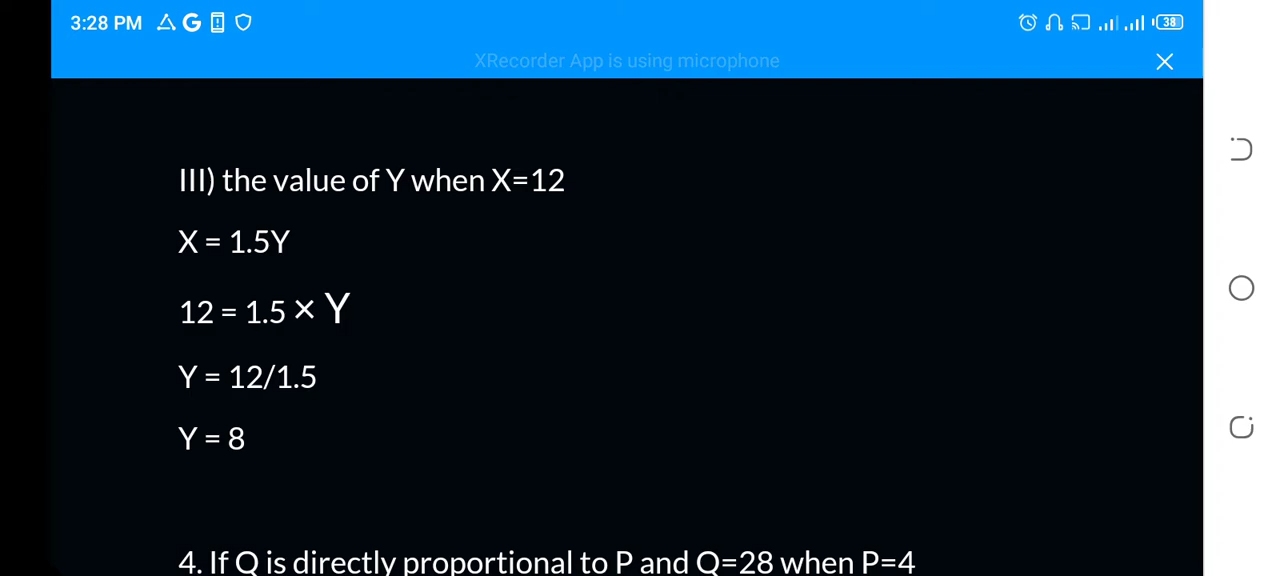 3:28 PM G 38
XRecorder App is using microphone
III) the value of Y when X=12
X = 1.5Y
12 = 1.5 × Y
Y = 12/1.5
Y = 8
4. If Q is directly proportional to P and Q=28 when P=4